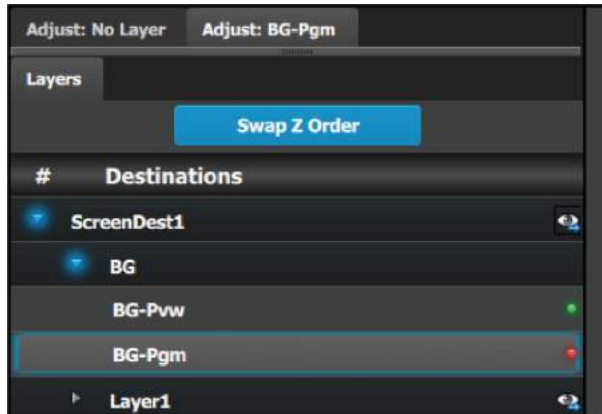 Adjust: No Layer Adjust: BG-Pgm
Layers
Swap Z Order
# Destinations
ScreenDest1
BG
BG-Pvw
BG-Pgm
Layer1